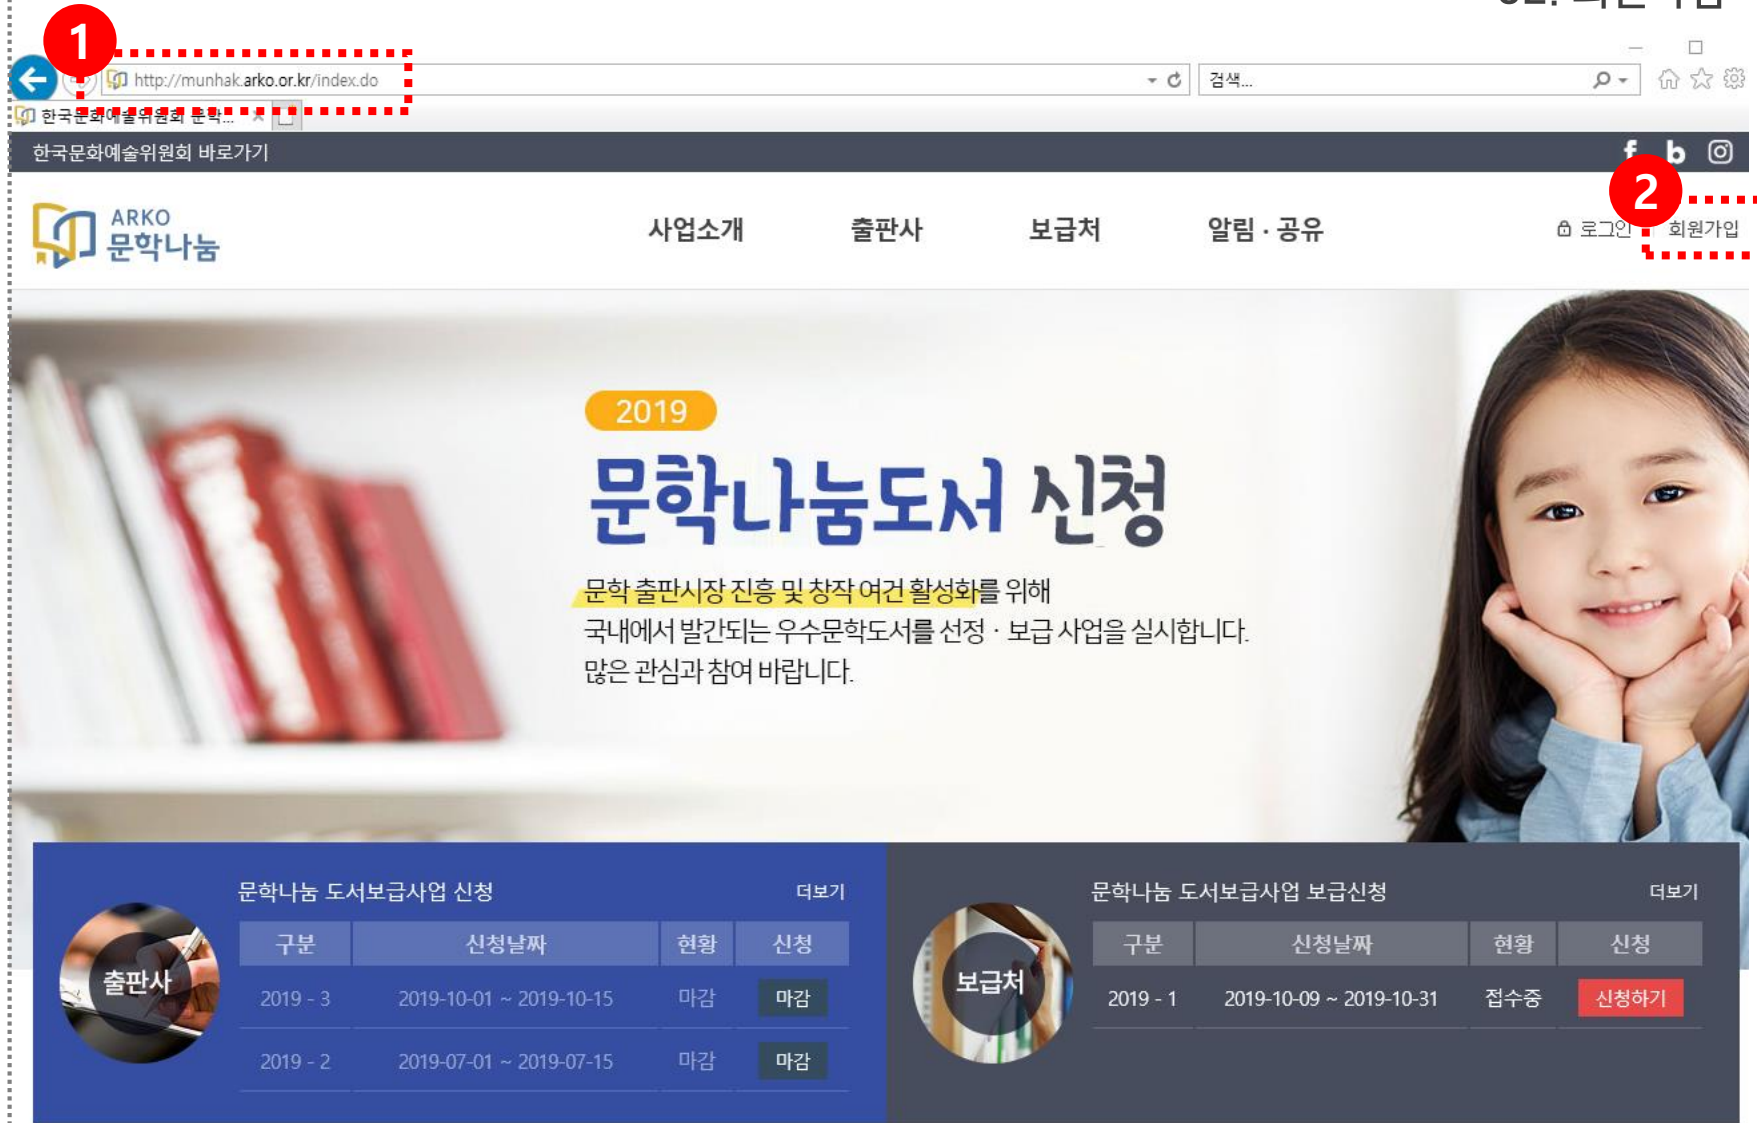 1
http://munhak.arko.or.kr/index.do
검색...
한국문화예술위원회 문학...
한국문화예술위원회 바로가기
2
ARKO
문학나눔
사업소개 출판사 보급처 알림 · 공유
로그인 회원가입
2019
문학나눔도서 신청
문학 출판시장 진흥 및 창작 여건 활성화를 위해
국내에서 발간되는 우수문학도서를 선정 · 보급 사업을 실시합니다.
많은 관심과 참여 바랍니다.
출판사
문학나눔 도서보급사업 신청 더보기
구분 신청날짜 현황 신청
2019 - 3 2019-10-01 ~ 2019-10-15 마감 마감
2019 - 2 2019-07-01 ~ 2019-07-15 마감 마감
보급처
문학나눔 도서보급사업 보급신청 더보기
구분 신청날짜 현황 신청
2019 - 1 2019-10-09 ~ 2019-10-31 접수중 신청하기